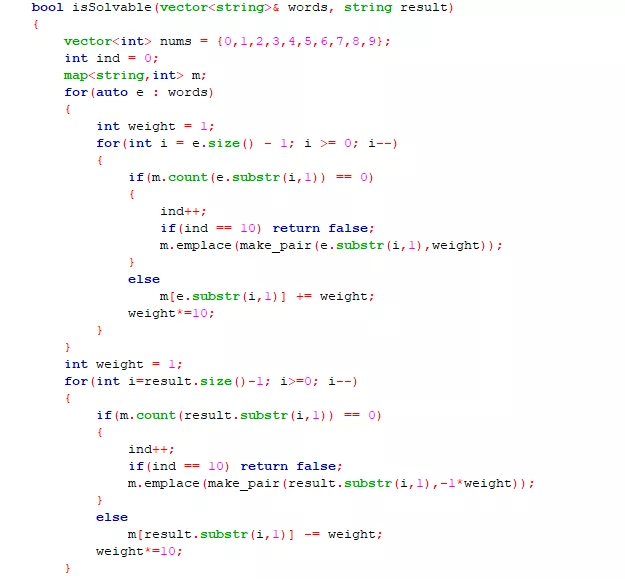 bool isSolvable(vector<string>& words, string result)
{
vector<int> nums = {0,1,2,3,4,5,6,7,8,9};
int ind = 0;
map<string,int> m;
for(auto e : words)
{
int weight = 1;
for(int i = e.size() - 1; i >= 0; i--)
{
if(m.count(e.substr(i,1)) == 0)
{
ind++;
if(ind == 10) return false;
m.emplace(make_pair(e.substr(i,1),weight));
}
else
m[e.substr(i,1)] += weight;
weight*=10;
}
}
int weight = 1;
for(int i=result.size()-1; i>=0; i--)
{
if(m.count(result.substr(i,1)) == 0)
{
ind++;
if(ind == 10) return false;
m.emplace(make_pair(result.substr(i,1),-1*weight));
}
else
m[result.substr(i,1)] -= weight;
weight*=10;
}